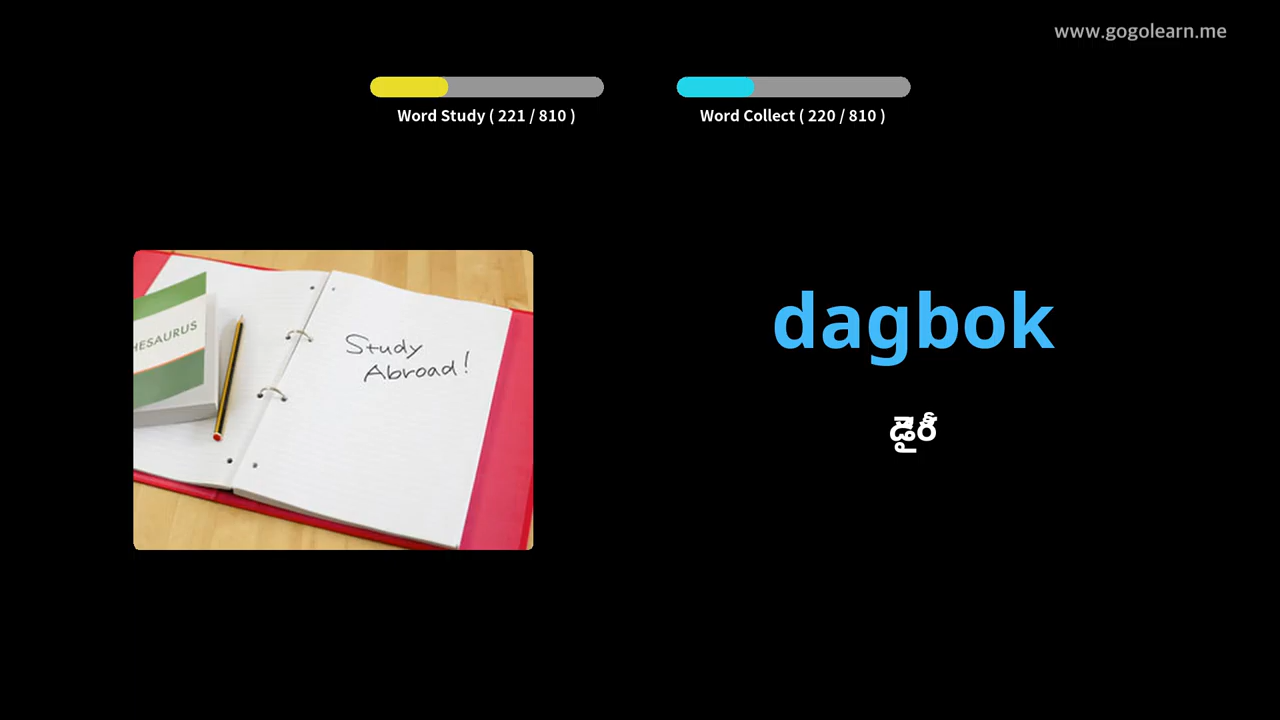 www.gogolearn.me
Word Study ( 221 / 810 )
Word Collect ( 220 / 810 )
HESAURUS
Study
Abroad!
dagbok
డైరీ